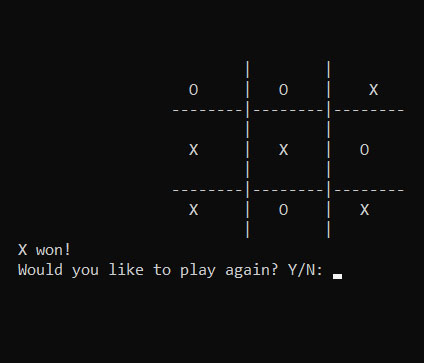 O | O | X
X | X | O
X | O | X
X won!
Would you like to play again? Y/N: